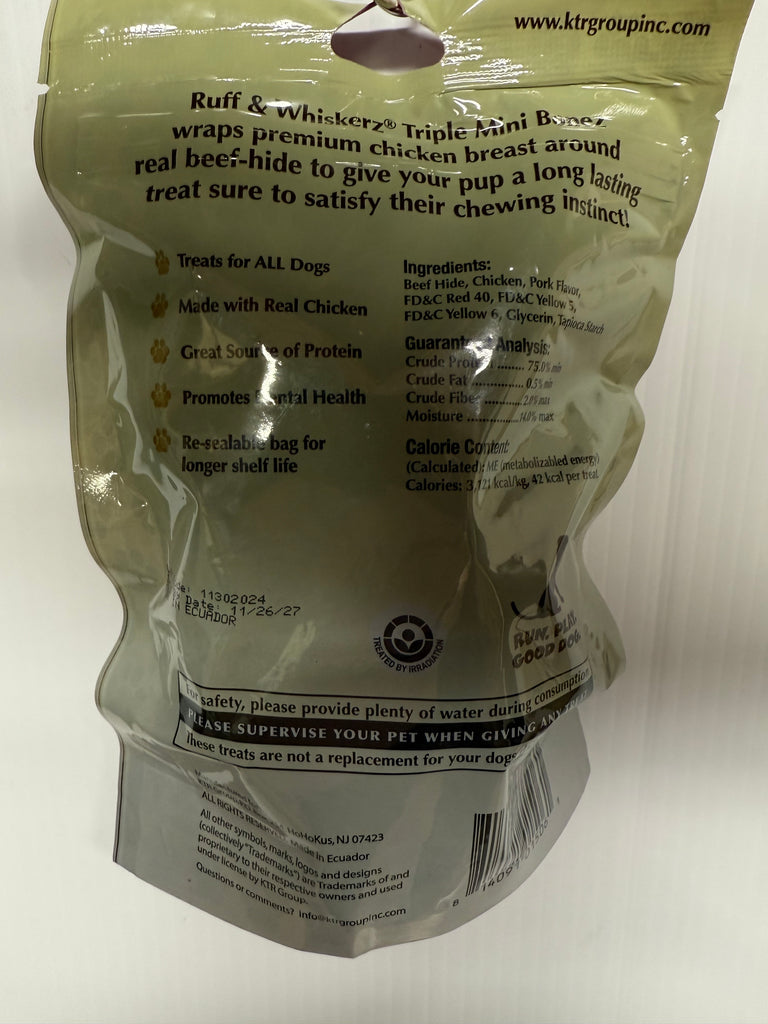 www.ktrgroupinc.com
Ruff & Whiskerz® Triple Mini Bonez
wraps premium chicken breast around
real beef-hide to give your pup a long lasting
treat sure to satisfy their chewing instinct!
Treats for ALL Dogs
Made with Real Chicken
Great Source of Protein
Promotes Dental Health
Re-sealable bag for
longer shelf life
Ingredients:
Beef Hide, Chicken, Pork Flavor,
FD&C Red 40, FD&C Yellow 5,
FD&C Yellow 6, Glycerin, Tapioca Starch
Guaranteed Analysis:
Crude Protein ........ 75.0% min
Crude Fat ............. 0.5% min
Crude Fiber .......... 2.0% max
Moisture ............... 14.0% max
Calorie Content:
(Calculated): ME (metabolizabled energy)
Calories: 3,121 kcal/kg, 42 kcal per treat.
11302024
Date: 11/26/27
ECUADOR
TREATED BY IRRADIATION
RUN. PLAY.
GOOD DOG.
For safety, please provide plenty of water during consumption
PLEASE SUPERVISE YOUR PET WHEN GIVING ANY TREAT
These treats are not a replacement for your dogs
HoHoKus, NJ 07423
ALL RIGHTS RESERVED Made in Ecuador
All other symbols, marks, logos and designs
(collectively "Trademarks") are Trademarks of and
proprietary to their respective owners and used
under license by KTR Group.
Questions or comments? info@ktrgroupinc.com
8 1409